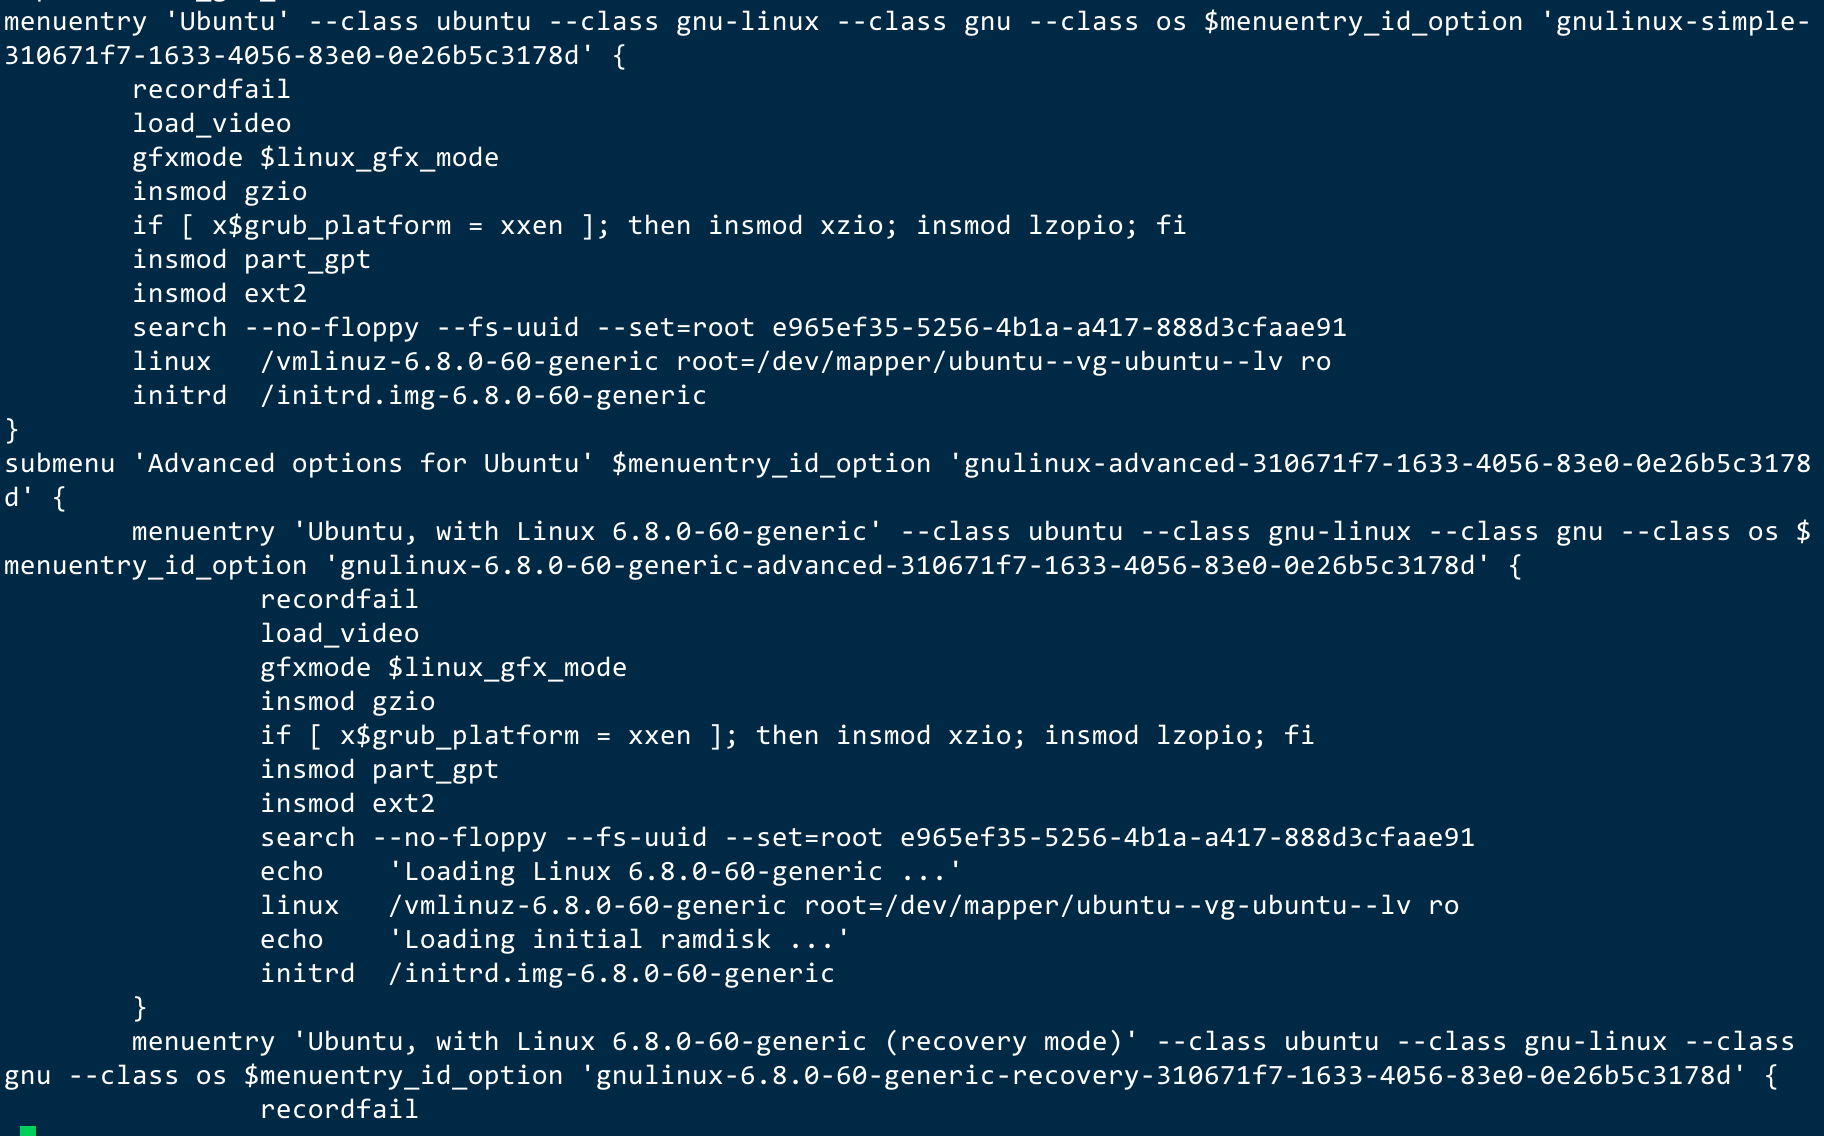 menuentry 'Ubuntu' --class ubuntu --class gnu-linux --class gnu --class os $menuentry_id_option 'gnulinux-simple-
310671f7-1633-4056-83e0-0e26b5c3178d' {
        recordfail
        load_video
        gfxmode $linux_gfx_mode
        insmod gzio
        if [ x$grub_platform = xxen ]; then insmod xzio; insmod lzopio; fi
        insmod part_gpt
        insmod ext2
        search --no-floppy --fs-uuid --set=root e965ef35-5256-4b1a-a417-888d3cfaae91
        linux   /vmlinuz-6.8.0-60-generic root=/dev/mapper/ubuntu--vg-ubuntu--lv ro
        initrd  /initrd.img-6.8.0-60-generic
}
submenu 'Advanced options for Ubuntu' $menuentry_id_option 'gnulinux-advanced-310671f7-1633-4056-83e0-0e26b5c3178
d' {
        menuentry 'Ubuntu, with Linux 6.8.0-60-generic' --class ubuntu --class gnu-linux --class gnu --class os $
menuentry_id_option 'gnulinux-6.8.0-60-generic-advanced-310671f7-1633-4056-83e0-0e26b5c3178d' {
                recordfail
                load_video
                gfxmode $linux_gfx_mode
                insmod gzio
                if [ x$grub_platform = xxen ]; then insmod xzio; insmod lzopio; fi
                insmod part_gpt
                insmod ext2
                search --no-floppy --fs-uuid --set=root e965ef35-5256-4b1a-a417-888d3cfaae91
                echo    'Loading Linux 6.8.0-60-generic ...'
                linux   /vmlinuz-6.8.0-60-generic root=/dev/mapper/ubuntu--vg-ubuntu--lv ro
                echo    'Loading initial ramdisk ...'
                initrd  /initrd.img-6.8.0-60-generic
        }
        menuentry 'Ubuntu, with Linux 6.8.0-60-generic (recovery mode)' --class ubuntu --class gnu-linux --class
gnu --class os $menuentry_id_option 'gnulinux-6.8.0-60-generic-recovery-310671f7-1633-4056-83e0-0e26b5c3178d' {
                recordfail